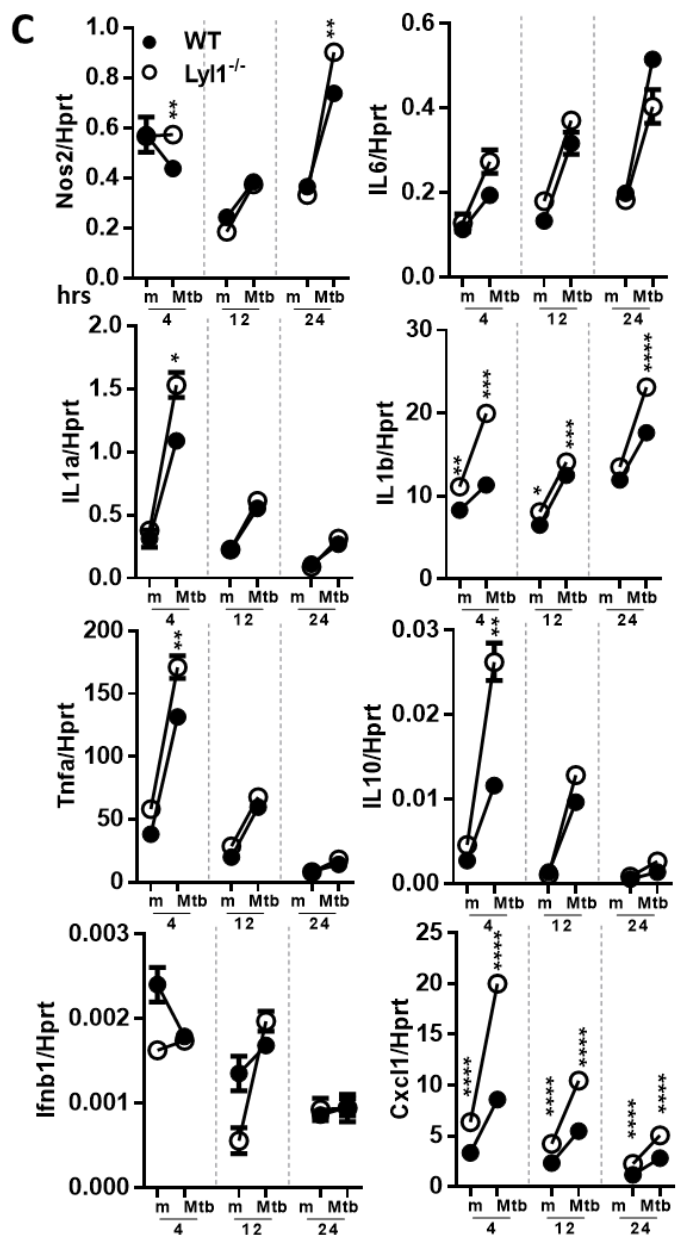 C
WT
Lyl1-/-
Nos2/Hprt
1.0
0.8
0.6
0.4
0.2
0.0
**
**
hrs
m Mtb m Mtb m Mtb
4 12 24
IL6/Hprt
0.6
0.4
0.2
0.0
m Mtb m Mtb m Mtb
4 12 24
IL1a/Hprt
2.0
1.5
1.0
0.5
0.0
*
m Mtb m Mtb m Mtb
4 12 24
IL1b/Hprt
30
20
10
0
** *** * *** ****
m Mtb m Mtb m Mtb
4 12 24
Tnfa/Hprt
200
150
100
50
0
**
m Mtb m Mtb m Mtb
4 12 24
IL10/Hprt
0.03
0.02
0.01
0.00
**
m Mtb m Mtb m Mtb
4 12 24
Ifnb1/Hprt
0.003
0.002
0.001
0.000
m Mtb m Mtb m Mtb
4 12 24
Cxcl1/Hprt
25
20
15
10
5
0
**** **** **** **** **** ****
m Mtb m Mtb m Mtb
4 12 24